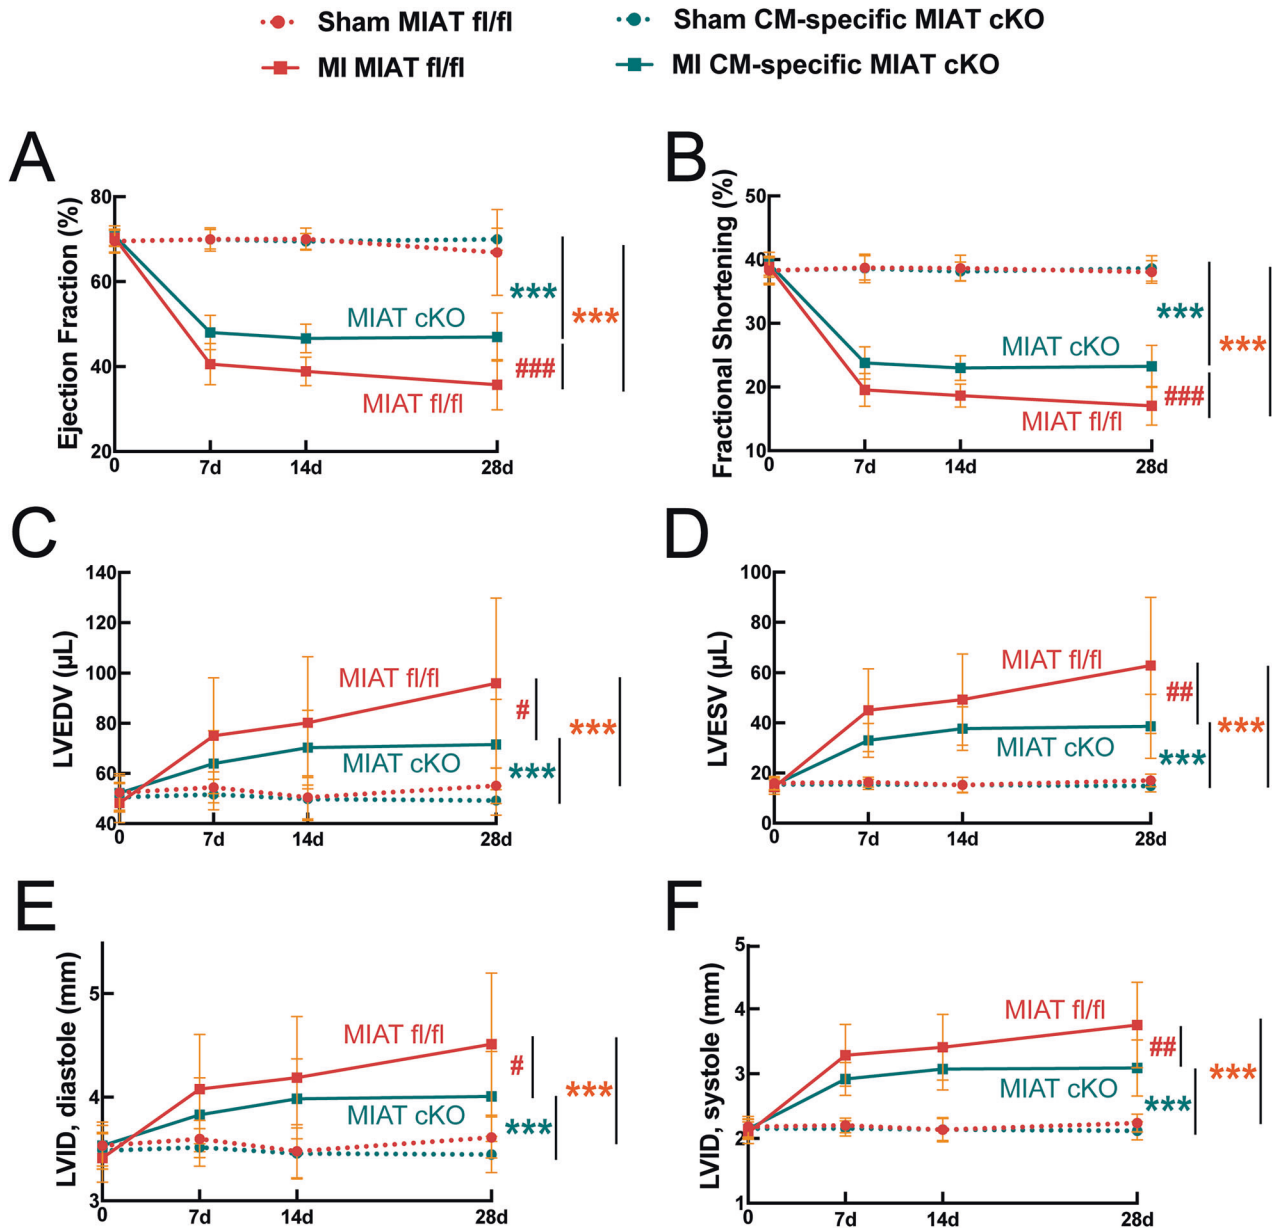 Sham MIAT fl/fl
Sham CM-specific MIAT cKO
MI MIAT fl/fl
MI CM-specific MIAT cKO
A
Ejection Fraction (%)
80
60
40
20
0
7d
14d
28d
MIAT cKO
MIAT fl/fl
***
###
***
B
Fractional Shortening (%)
50
40
30
20
10
0
7d
14d
28d
MIAT cKO
MIAT fl/fl
***
###
***
C
LVEDV (µL)
140
120
100
80
60
40
0
7d
14d
28d
MIAT fl/fl
MIAT cKO
#
***
***
D
LVESV (µL)
100
80
60
40
20
0
0
7d
14d
28d
MIAT fl/fl
MIAT cKO
##
***
***
E
LVID, diastole (mm)
5
4
3
0
7d
14d
28d
MIAT fl/fl
MIAT cKO
#
***
***
F
LVID, systole (mm)
5
4
3
2
1
0
7d
14d
28d
MIAT fl/fl
MIAT cKO
##
***
***